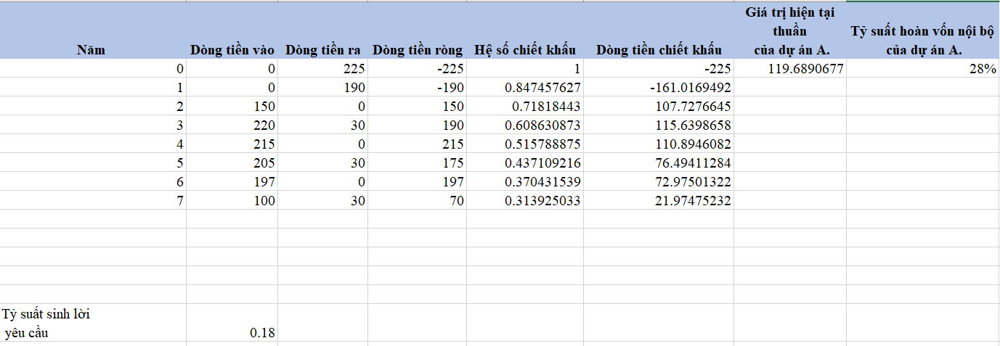 Năm Dòng tiền vào Dòng tiền ra Dòng tiền ròng Hệ số chiết khấu Dòng tiền chiết khấu Giá trị hiện tại
thuần
của dự án A. Tỷ suất hoàn vốn nội bộ
của dự án A.
0 0 225 -225 1 -225 119.6890677 28%
1 0 190 -190 0.847457627 -161.0169492
2 150 0 150 0.71818443 107.7276645
3 220 30 190 0.608630873 115.6398658
4 215 0 215 0.515788875 110.8946082
5 205 30 175 0.437109216 76.49411284
6 197 0 197 0.370431539 72.97501322
7 100 30 70 0.313925033 21.97475232
Tỷ suất sinh lời
yêu cầu 0.18